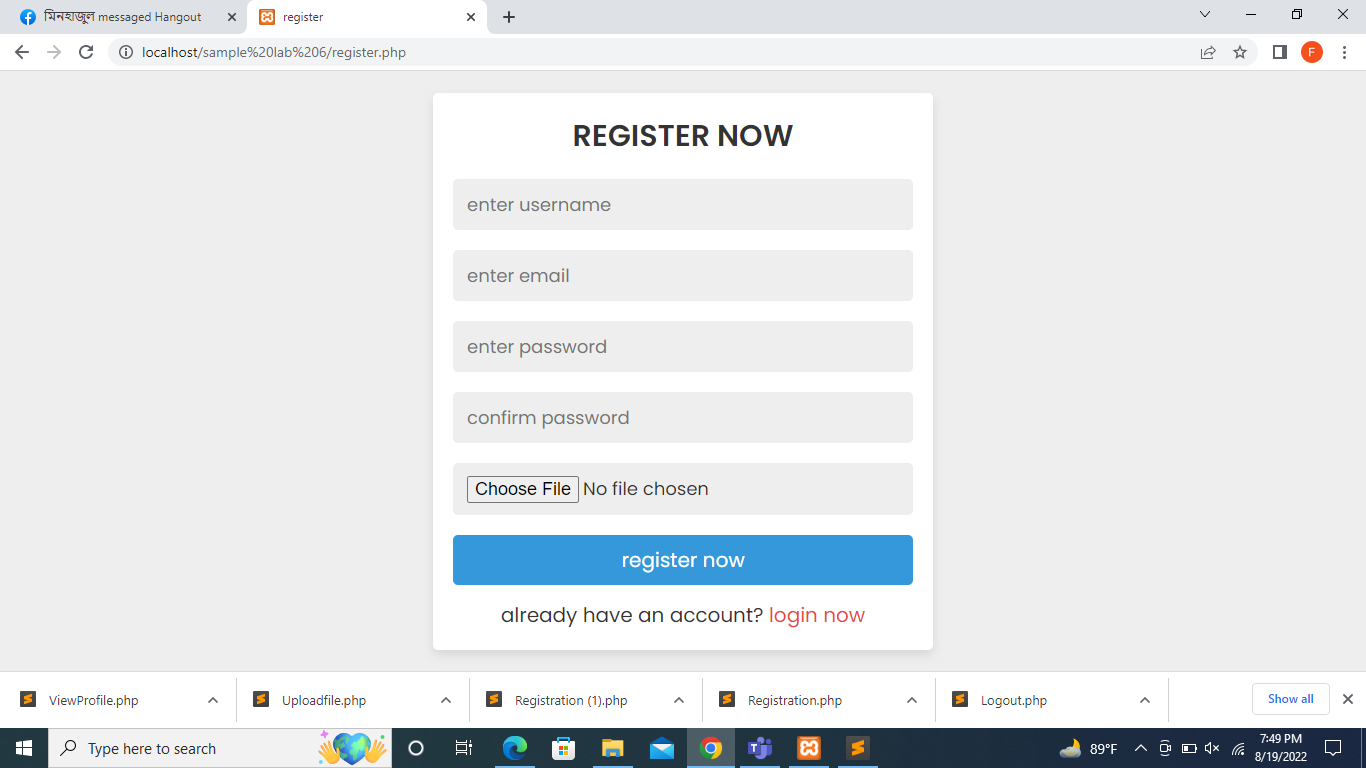 মিনহাজুল messaged Hangout
register
localhost/sample%20lab%206/register.php
F
REGISTER NOW
enter username
enter email
enter password
confirm password
Choose File No file chosen
register now
already have an account? login now
ViewProfile.php
Uploadfile.php
Registration (1).php
Registration.php
Logout.php
Show all
Type here to search
89°F
7:49 PM
8/19/2022